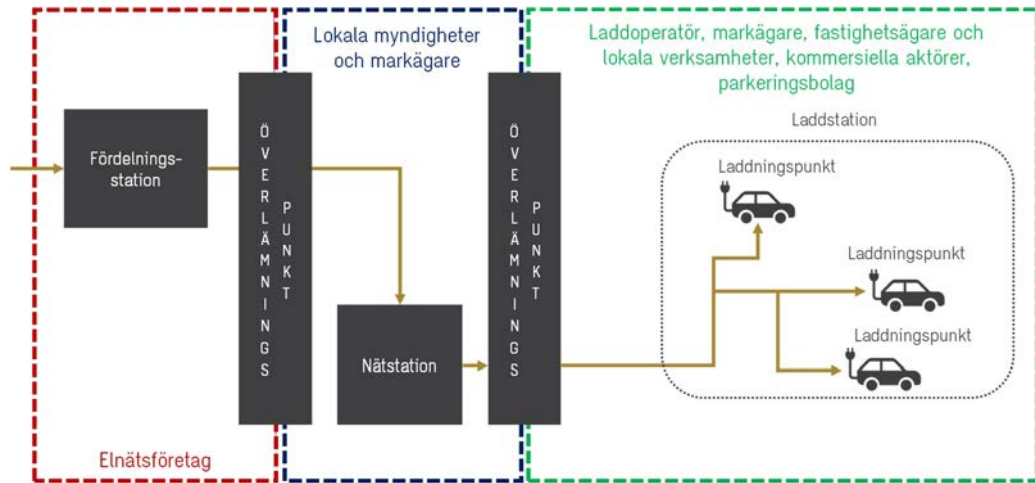 Lokala myndigheter
och markägare
Laddoperatör, markägare, fastighetsägare och
lokala verksamheter, kommersiella aktörer,
parkeringsbolag
Fördelnings-
station
ÖVERLÄMNINGS
PUNKT
Nätstation
ÖVERLÄMNINGS
PUNKT
Laddstation
Laddningspunkt
Laddningspunkt
Laddningspunkt
Elnätsföretag